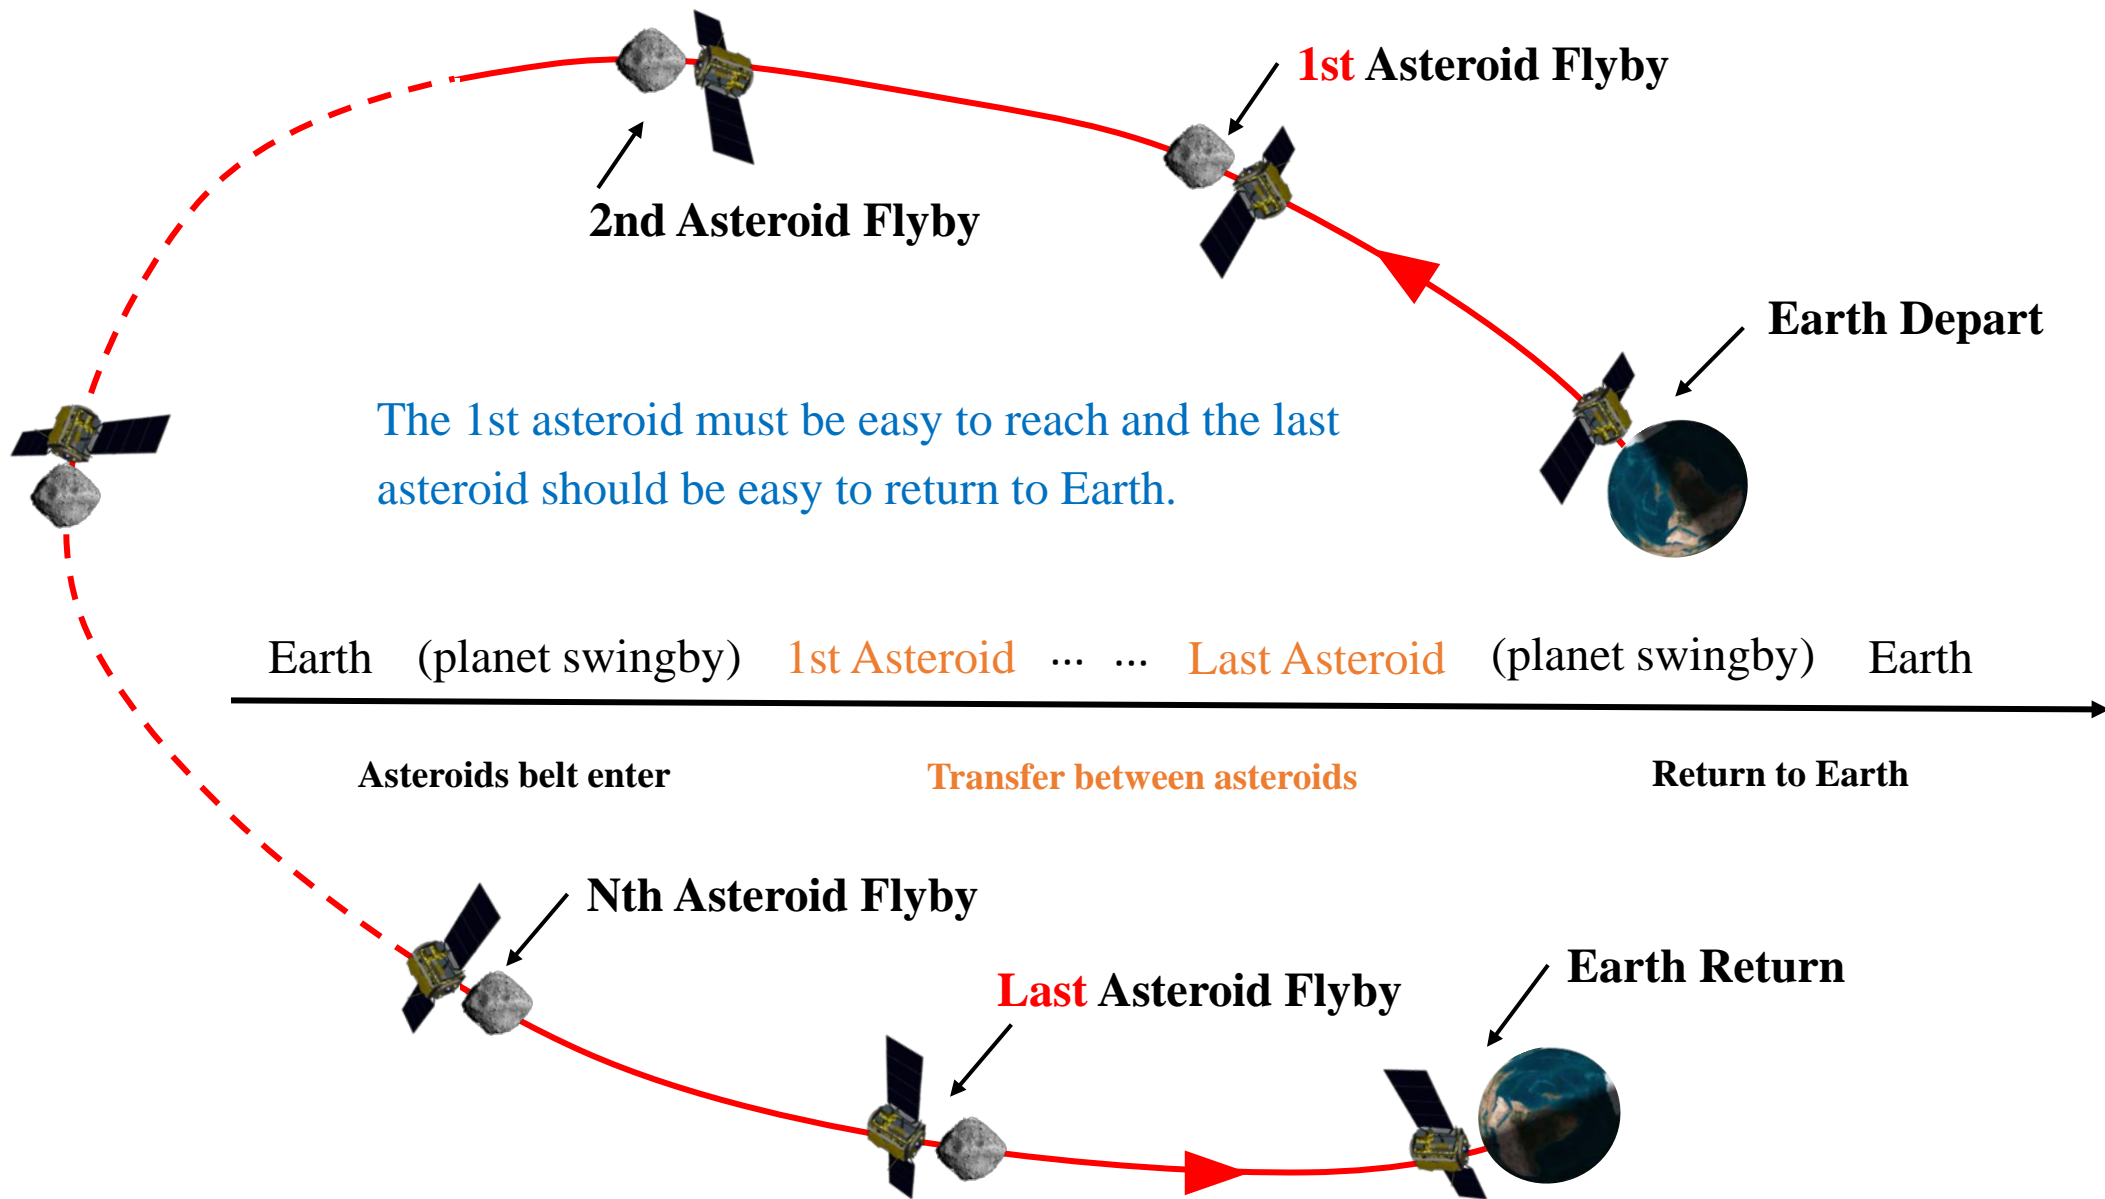 1st Asteroid Flyby
2nd Asteroid Flyby
Earth Depart
The 1st asteroid must be easy to reach and the last
asteroid should be easy to return to Earth.
Earth (planet swingby) 1st Asteroid ... ... Last Asteroid (planet swingby) Earth
Asteroids belt enter Transfer between asteroids Return to Earth
Nth Asteroid Flyby
Last Asteroid Flyby
Earth Return